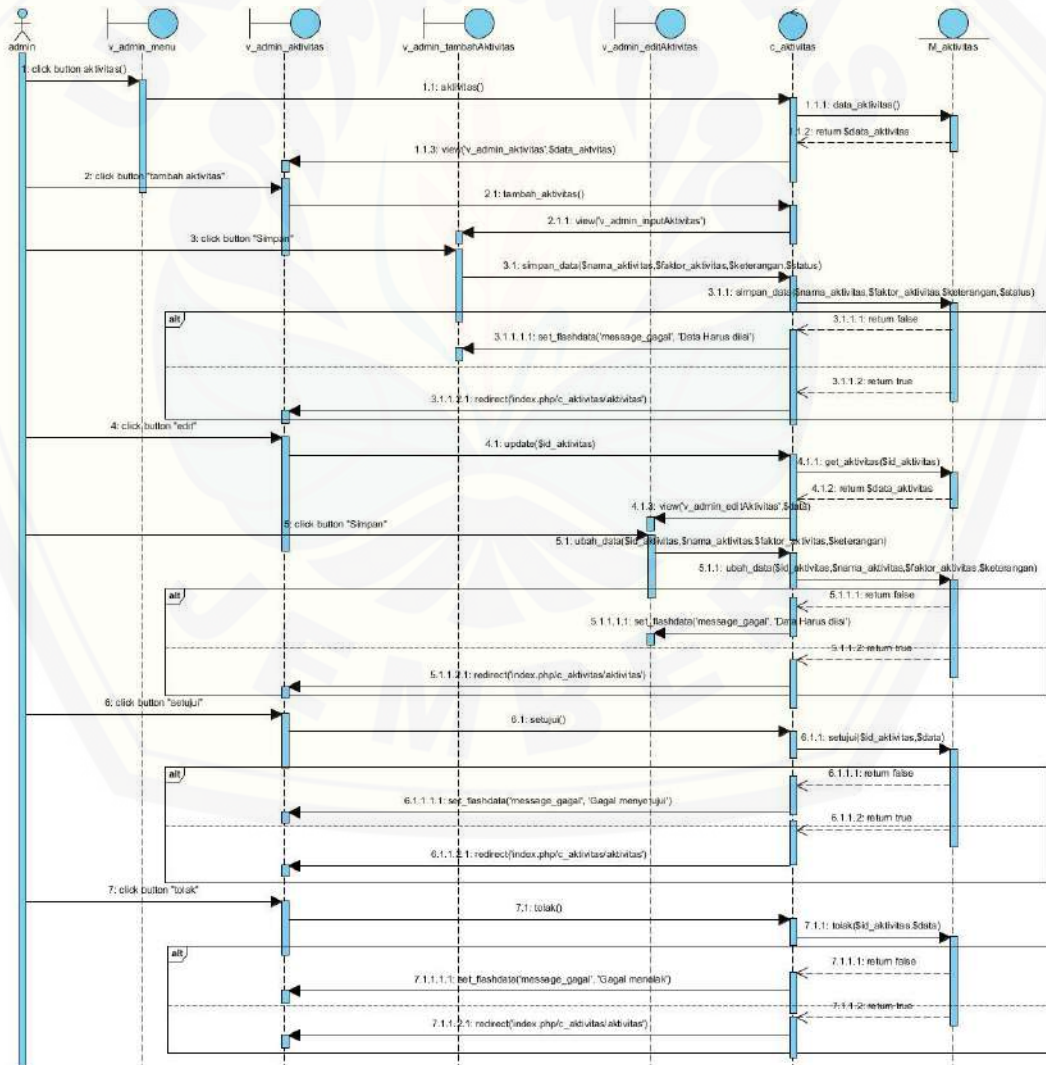 admin
v_admin_menu
v_admin_aktivitas
v_admin_tambahAktivitas
v_admin_editAktivitas
c_aktivitas
M_aktivitas
1: click button aktivitas()
1.1: aktivitas()
1.1.1: data_aktivitas()
1.1.2: return $data_aktivitas
1.1.3: view('v_admin_aktivitas',$data_aktvitas)
2: click button "tambah aktivitas"
2.1: tambah_aktivitas()
2.1.1: view('v_admin_inputAktivitas')
3: click button "Simpan"
3.1: simpan_data($nama_aktivitas,$faktor_aktivitas,$keterangan,$status)
3.1.1: simpan_data($nama_aktivitas,$faktor_aktivitas,$keterangan,$status)
alt
3.1.1.1: return false
3.1.1.1.1: set_flashdata('message_gagal', 'Data Harus diisi')
3.1.1.2: return true
3.1.1.2.1: redirect('index.php/c_aktivitas/aktivitas')
4: click button "edit"
4.1: update($id_aktivitas)
4.1.1: get_aktivitas($id_aktivitas)
4.1.2: return $data_aktivitas
4.1.3: view('v_admin_editAktivitas',$data)
5: click button "Simpan"
5.1: ubah_data($id_aktivitas,$nama_aktivitas,$faktor_aktivitas,$keterangan)
5.1.1: ubah_data($id_aktivitas,$nama_aktivitas,$faktor_aktivitas,$keterangan)
alt
5.1.1.1: return false
5.1.1.1.1: set_flashdata('message_gagal', 'Data Harus diisi')
5.1.1.2: return true
5.1.1.2.1: redirect('index.php/c_aktivitas/aktivitas')
6: click button "setujui"
6.1: setujui()
6.1.1: setujui($id_aktivitas,$data)
alt
6.1.1.1: return false
6.1.1.1.1: set_flashdata('message_gagal', 'Gagal menyetujui')
6.1.1.2: return true
6.1.1.2.1: redirect('index.php/c_aktivitas/aktivitas')
7: click button "tolak"
7.1: tolak()
7.1.1: tolak($id_aktivitas,$data)
alt
7.1.1.1: return false
7.1.1.1.1: set_flashdata('message_gagal', 'Gagal menolak')
7.1.1.2: return true
7.1.1.2.1: redirect('index.php/c_aktivitas/aktivitas')